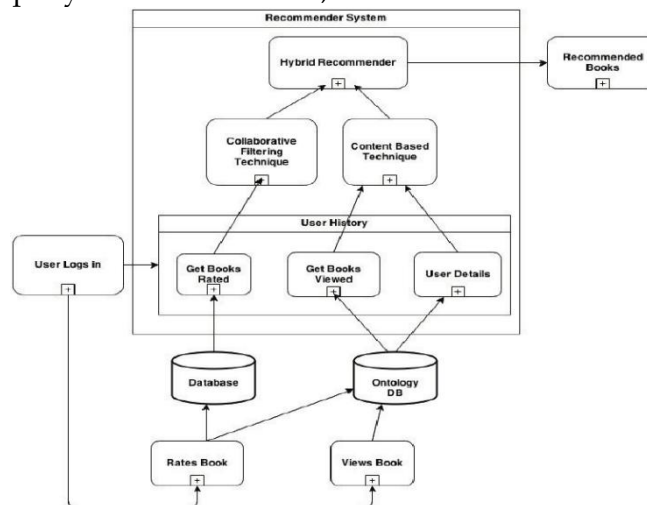 Recommender System
Hybrid Recommender
Recommended
Books
Collaborative
Filtering
Technique
Content Based
Technique
User History
User Logs In
Get Books
Rated
Get Books
Viewed
User Details
Database
Ontology
DB
Rates Book
Views Book